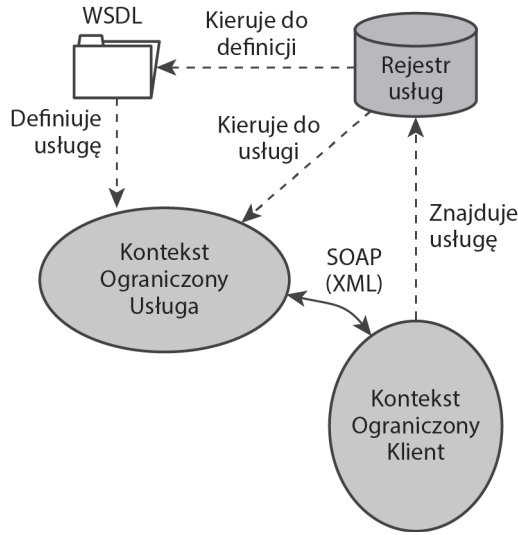 WSDL
Kieruje do
definicji
Rejestr
usług
Definiuje
usługę
Kieruje do
usługi
Znajduje
usługę
Kontekst
Ograniczony
Usługa
SOAP
(XML)
Kontekst
Ograniczony
Klient